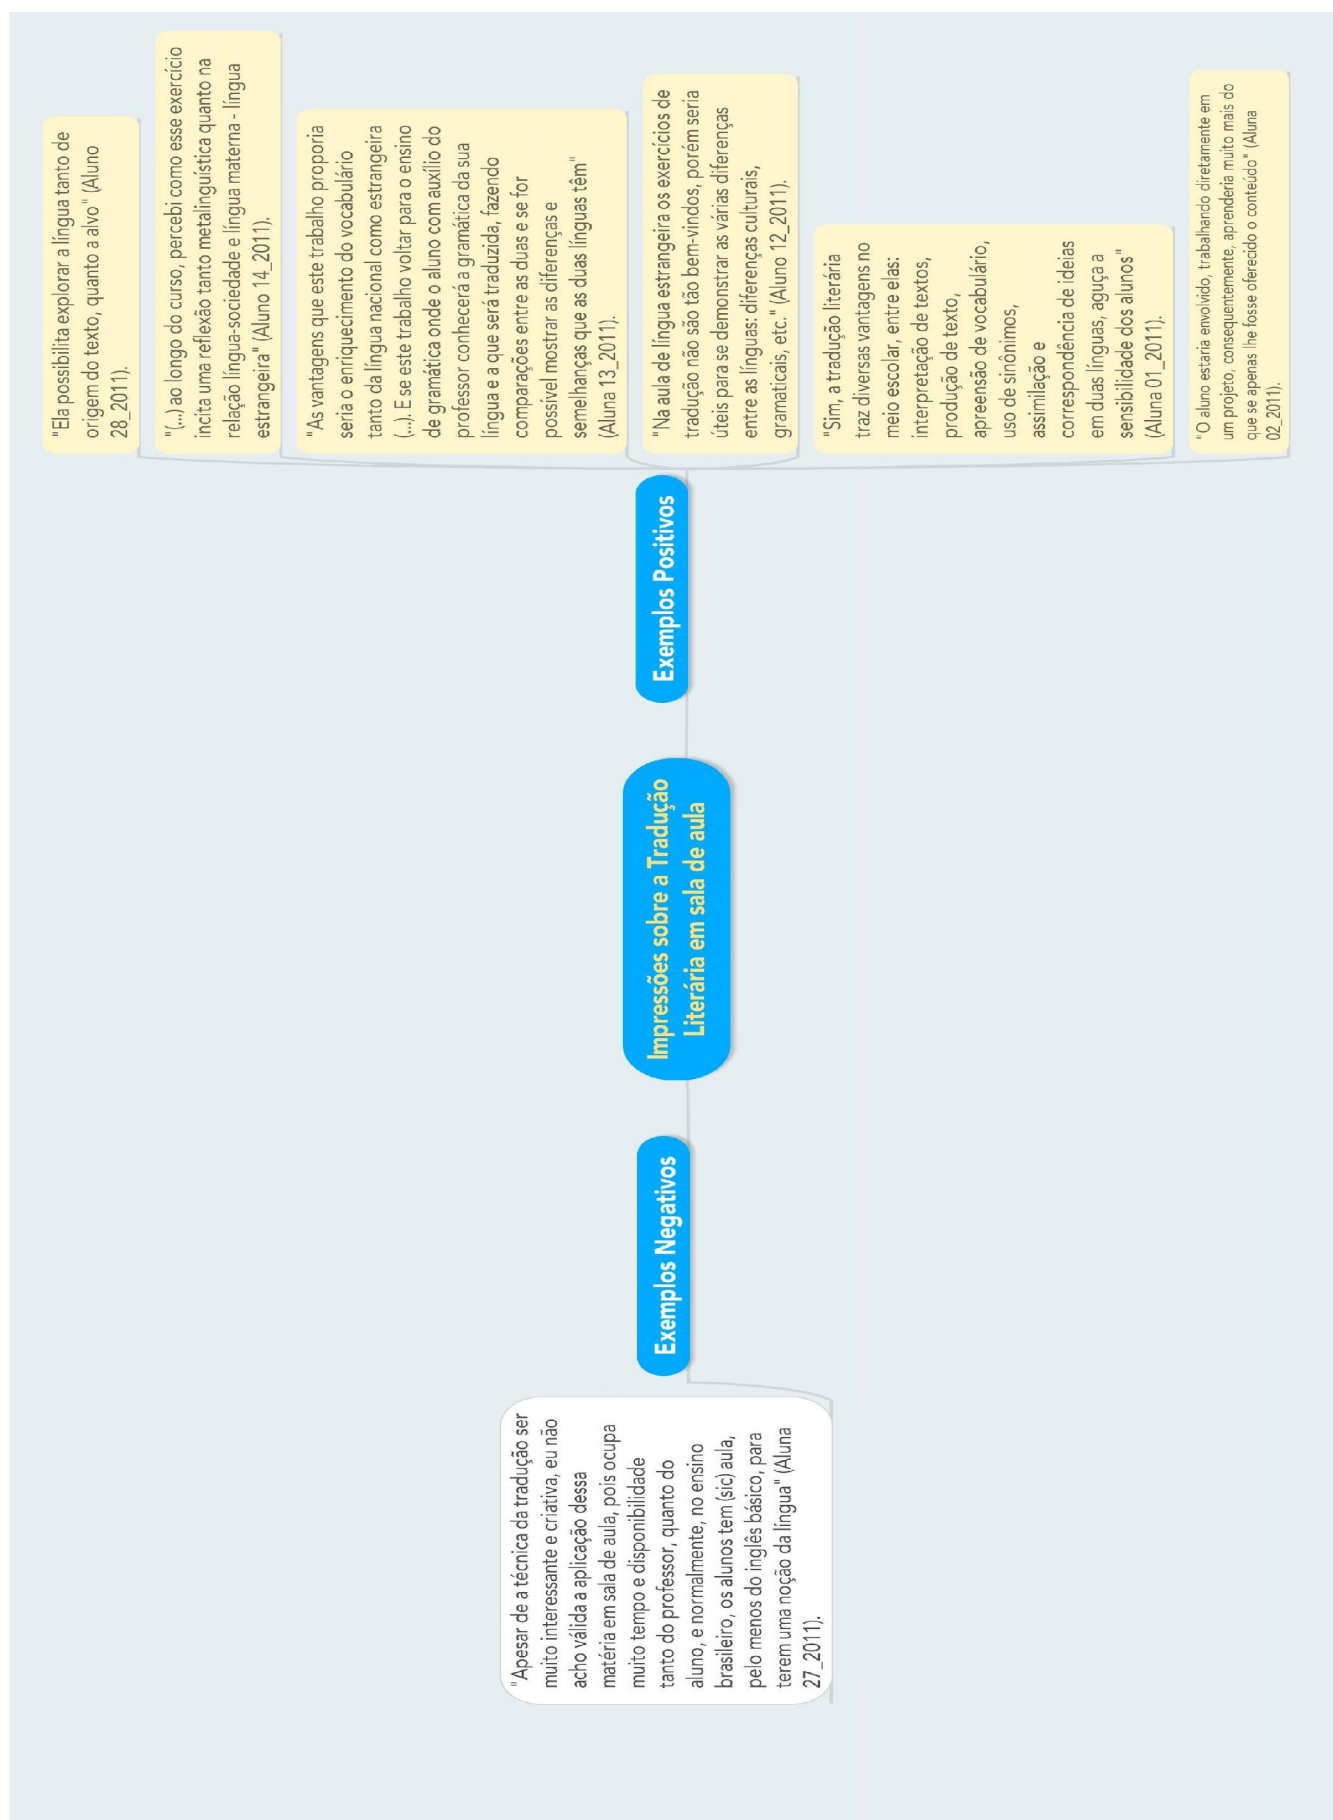 "Apesar de a técnica da tradução ser
muito interessante e criativa, eu não
acho válida a aplicação dessa
matéria em sala de aula, pois ocupa
muito tempo e disponibilidade
tanto do professor, quanto do
aluno, e normalmente, no ensino
brasileiro, os alunos tem (sic) aula,
pelo menos do inglês básico, para
terem uma noção da língua" (Aluna
27_2011).
Exemplos Negativos
Impressões sobre a Tradução
Literária em sala de aula
Exemplos Positivos
"Ela possibilita explorar a língua tanto de
origem do texto, quanto a alvo" (Aluno
28_2011).
"(...) ao longo do curso, percebi como esse exercício
incita uma reflexão tanto metalinguística quanto na
relação língua-sociedade e língua materna - língua
estrangeira" (Aluno 14_2011).
"As vantagens que este trabalho proporia
seria o enriquecimento do vocabulário
tanto da língua nacional como estrangeira
(...). E se este trabalho voltar para o ensino
de gramática onde o aluno com auxílio do
professor conhecerá a gramática da sua
língua e a que será traduzida, fazendo
comparações entre as duas e se for
possível mostrar as diferenças e
semelhanças que as duas línguas têm"
(Aluna 13_2011).
"Na aula de língua estrangeira os exercícios de
tradução não são tão bem-vindos, porém seria
úteis para se demonstrar as várias diferenças
entre as línguas: diferenças culturais,
gramaticais, etc." (Aluno 12_2011).
"Sim, a tradução literária
traz diversas vantagens no
meio escolar, entre elas:
interpretação de textos,
produção de texto,
apreensão de vocabulário,
uso de sinônimos,
assimilação e
correspondência de ideias
em duas línguas, aguça a
sensibilidade dos alunos"
(Aluna 01_2011).
"O aluno estaria envolvido, trabalhando diretamente em
um projeto, consequentemente, aprenderia muito mais do
que se apenas lhe fosse oferecido o conteúdo" (Aluna
02_2011).